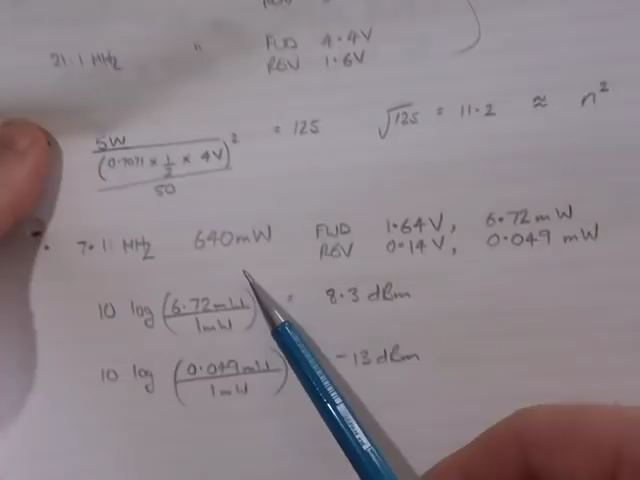 21.1 MHz " FWD 4.4V
REV 1.6V
5W / ((0.7071 × 1/2 × 4V)² / 50) = 125 √125 = 11.2 ≈ n²
7.1 MHz 640mW FWD 1.64V, 6.72mW
REV 0.14V, 0.049 mW
10 log (6.72mW / 1mW) = 8.3 dBm
10 log (0.049mW / 1mW) -13 dBm